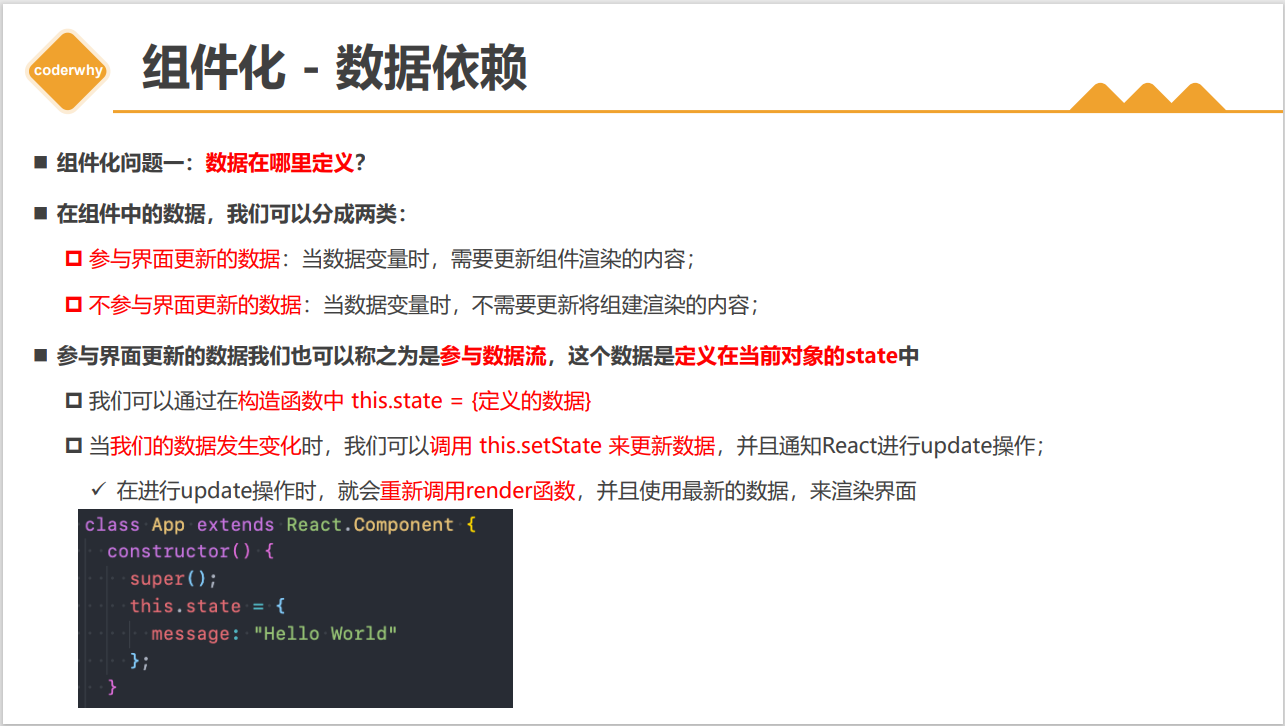 coderwhy
组件化 - 数据依赖
组件化问题一：数据在哪里定义？
在组件中的数据，我们可以分成两类：
参与界面更新的数据：当数据变量时，需要更新组件渲染的内容；
不参与界面更新的数据：当数据变量时，不需要更新将组建渲染的内容；
参与界面更新的数据我们也可以称之为是参与数据流，这个数据是定义在当前对象的state中
我们可以通过在构造函数中 this.state = {定义的数据}
当我们的数据发生变化时，我们可以调用 this.setState 来更新数据，并且通知React进行update操作；
在进行update操作时，就会重新调用render函数，并且使用最新的数据，来渲染界面
class App extends React.Component {
constructor() {
super();
this.state = {
message: "Hello World"
};
}